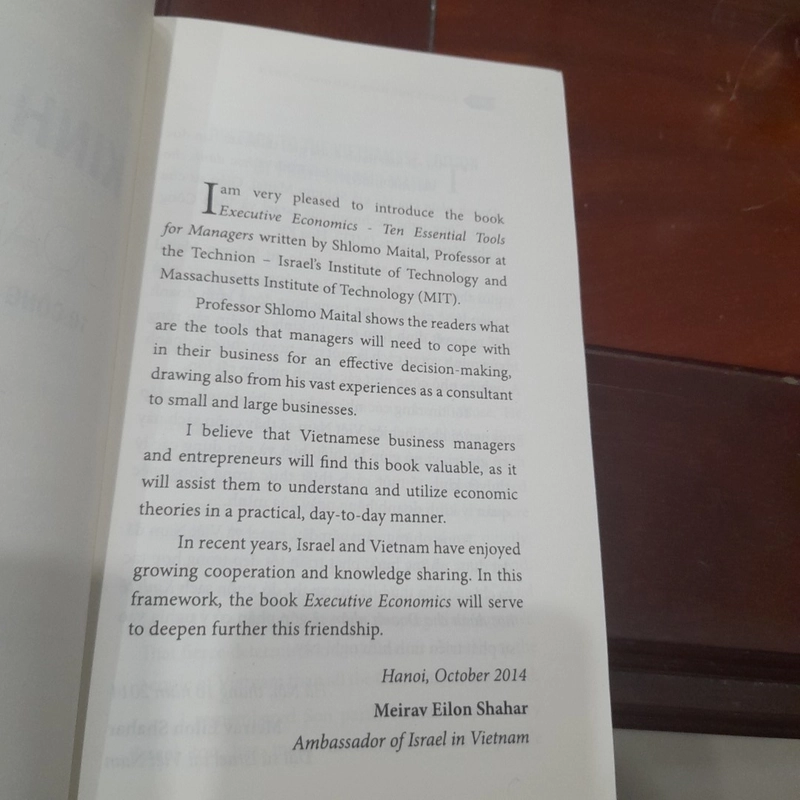 KINH
I am very pleased to introduce the book
Executive Economics - Ten Essential Tools
for Managers written by Shlomo Maital, Professor at
the Technion – Israel's Institute of Technology and
Massachusetts Institute of Technology (MIT).
Professor Shlomo Maital shows the readers what
are the tools that managers will need to cope with
in their business for an effective decision-making,
drawing also from his vast experiences as a consultant
to small and large businesses.
I believe that Vietnamese business managers
and entrepreneurs will find this book valuable, as it
will assist them to understand and utilize economic
theories in a practical, day-to-day manner.
In recent years, Israel and Vietnam have enjoyed
growing cooperation and knowledge sharing. In this
framework, the book Executive Economics will serve
to deepen further this friendship.
Hanoi, October 2014
Meirav Eilon Shahar
Ambassador of Israel in Vietnam